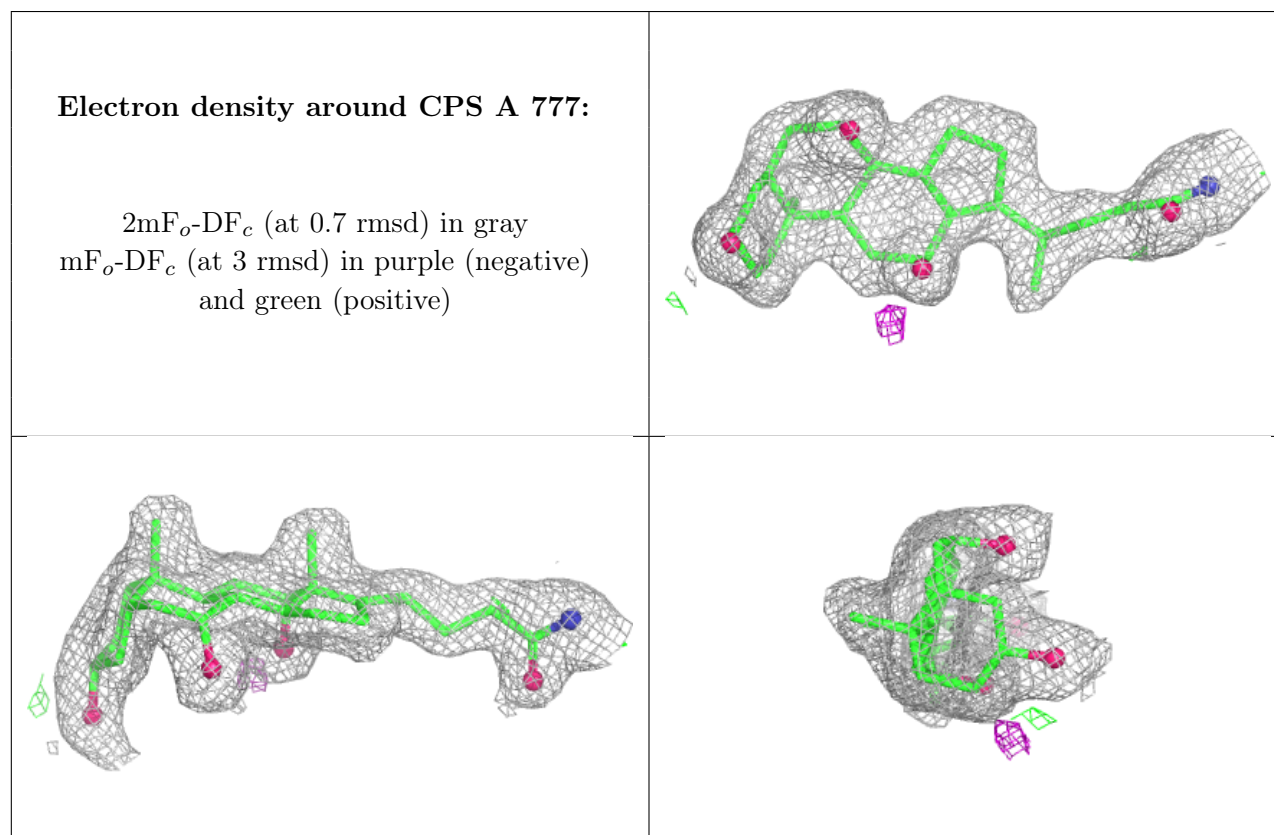 Electron density around CPS A 777:
2mFo-DFc (at 0.7 rmsd) in gray
mFo-DFc (at 3 rmsd) in purple (negative)
and green (positive)